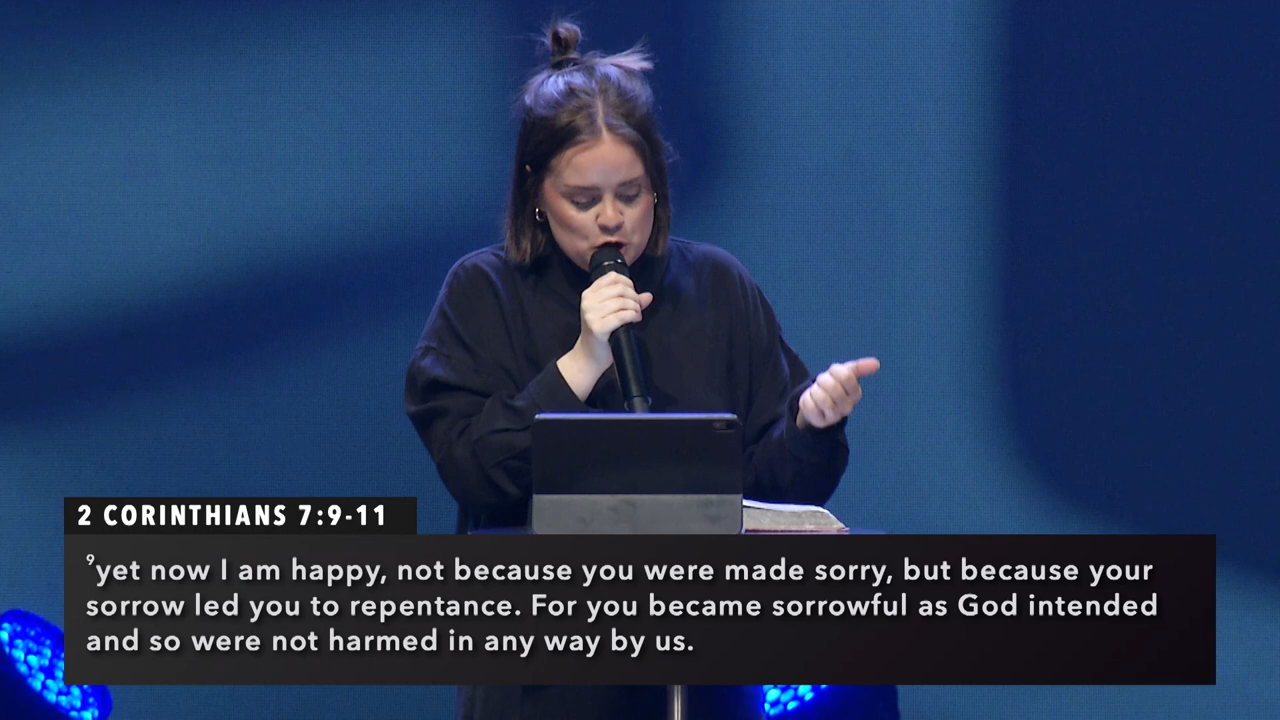 2 CORINTHIANS 7:9-11
⁹yet now I am happy, not because you were made sorry, but because your
sorrow led you to repentance. For you became sorrowful as God intended
and so were not harmed in any way by us.